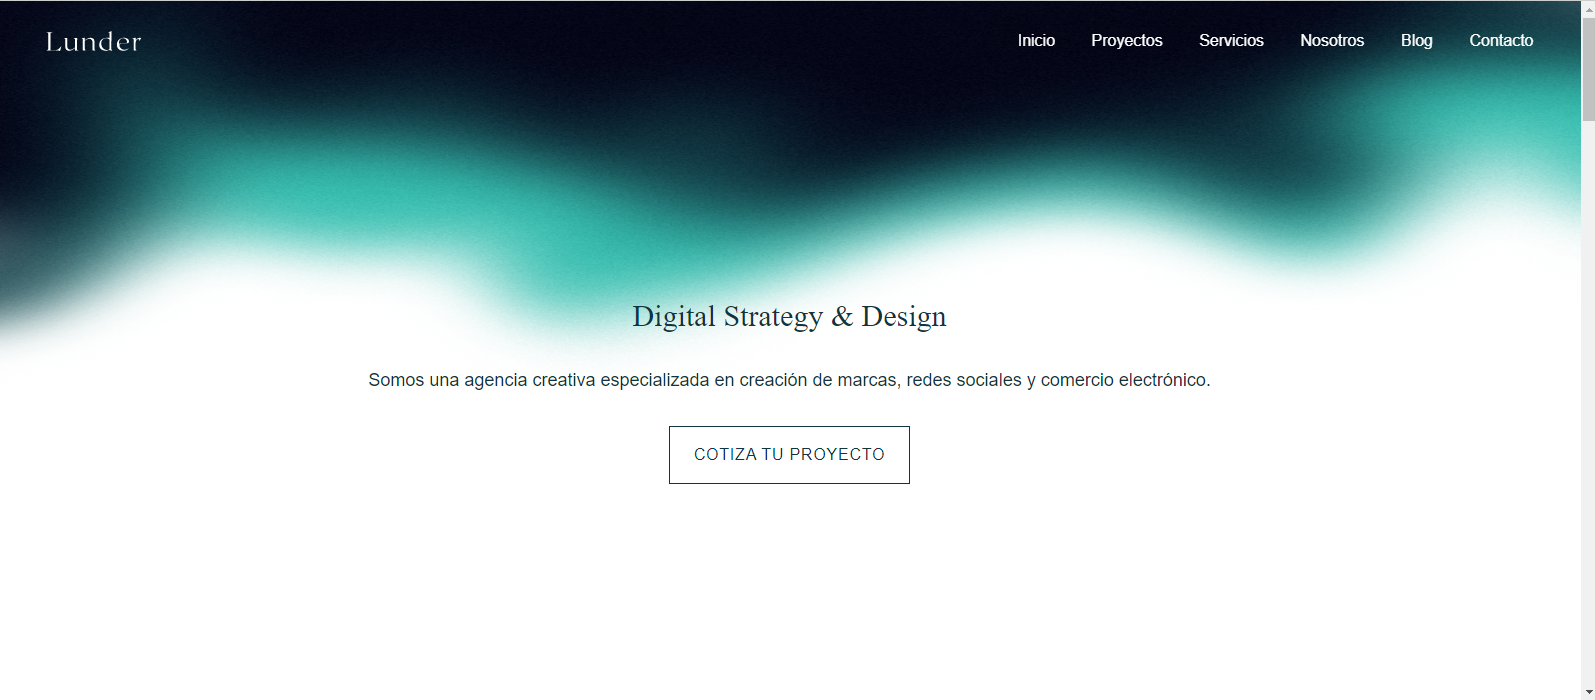 Lunder
Inicio Proyectos Servicios Nosotros Blog Contacto
Digital Strategy & Design
Somos una agencia creativa especializada en creación de marcas, redes sociales y comercio electrónico.
COTIZA TU PROYECTO